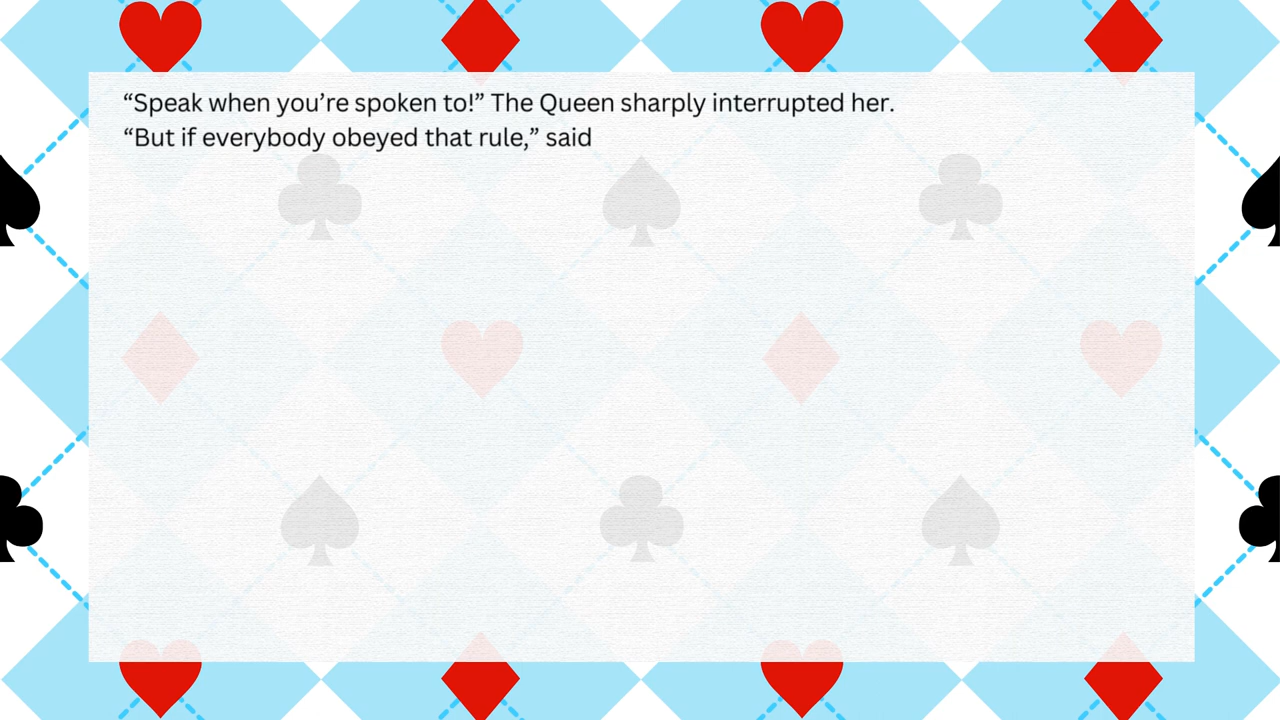 “Speak when you’re spoken to!” The Queen sharply interrupted her.
“But if everybody obeyed that rule,” said